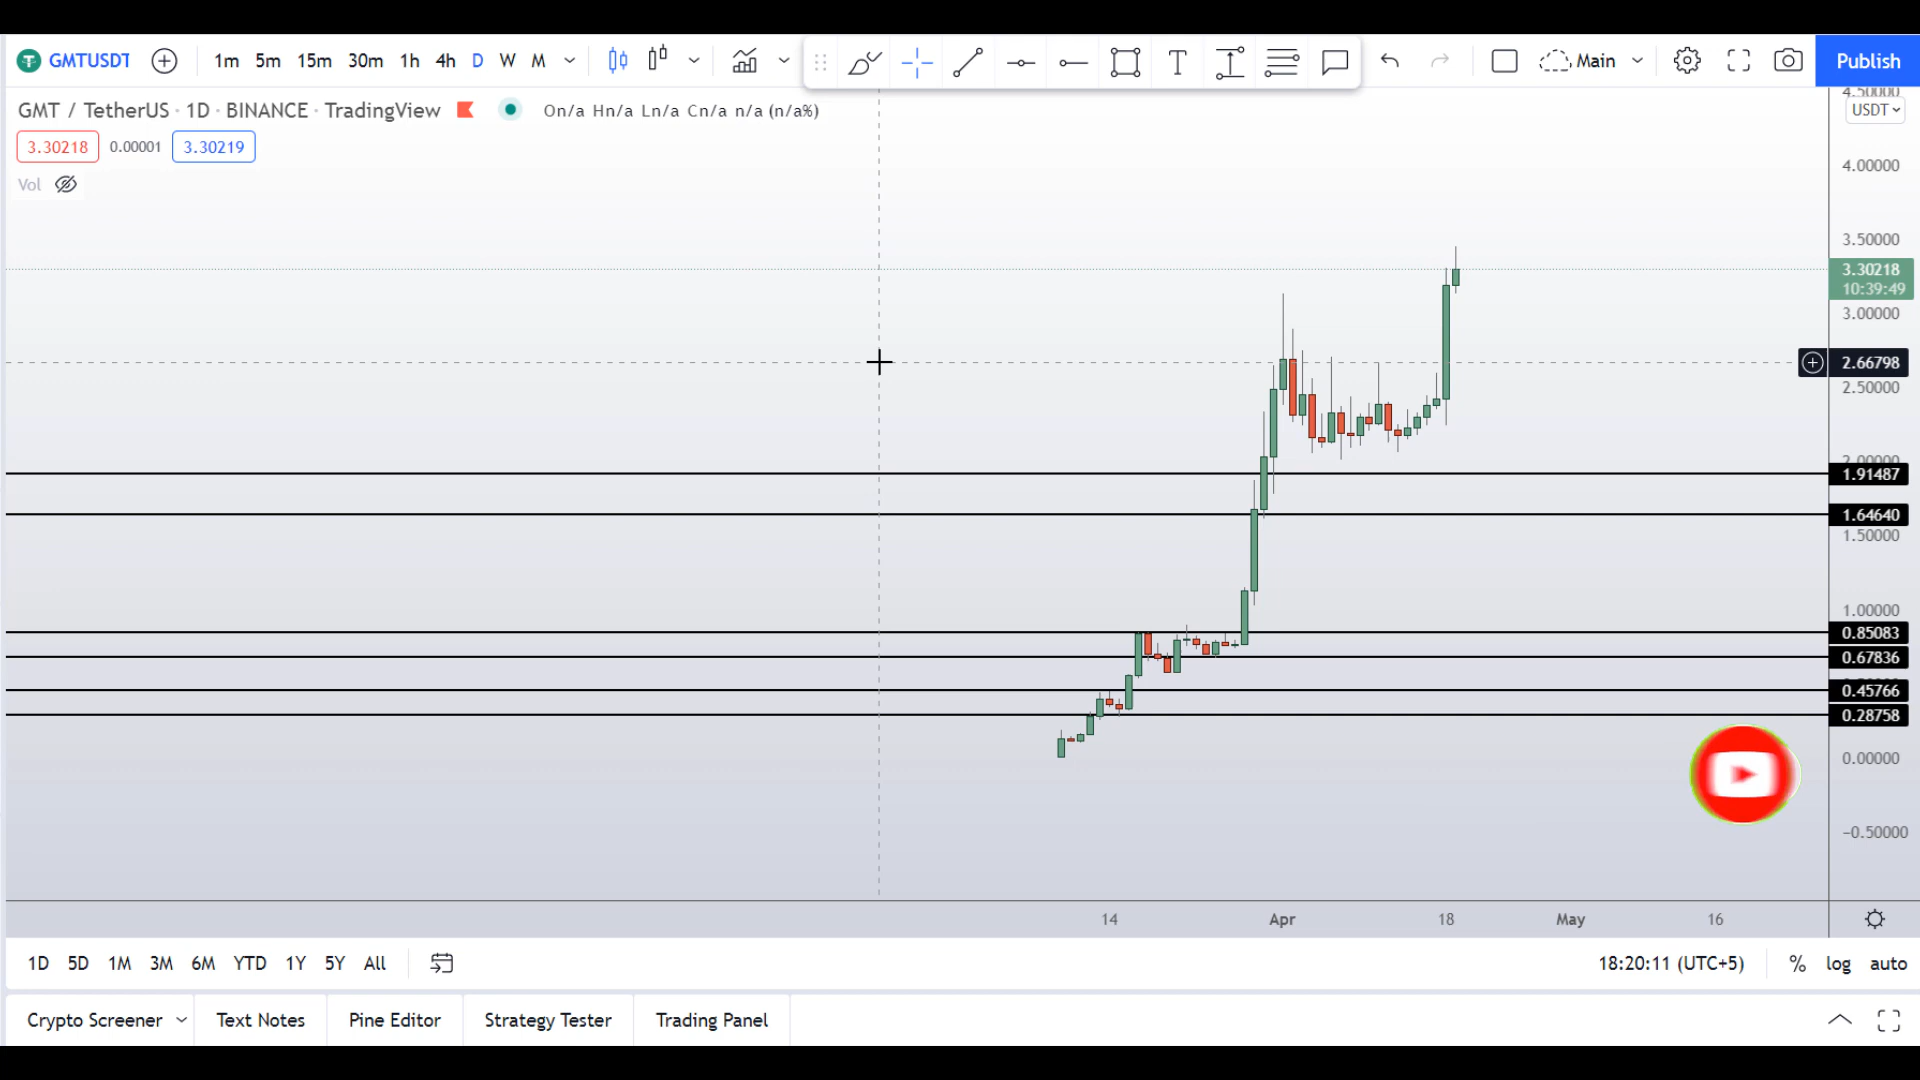 GMTUSDT 1m 5m 15m 30m 1h 4h D W M T Main Publish
GMT / TetherUS · 1D · BINANCE · TradingView On/a Hn/a Ln/a Cn/a n/a (n/a%)
3.30218 0.00001 3.30219
Vol
4.50000
USDT
4.00000
3.50000
3.30218
10:39:49
3.00000
2.66798
2.50000
2.00000
1.91487
1.64640
1.50000
1.00000
0.85083
0.67836
0.45766
0.28758
0.00000
−0.50000
14 Apr 18 May 16
1D 5D 1M 3M 6M YTD 1Y 5Y All 18:20:11 (UTC+5) % log auto
Crypto Screener Text Notes Pine Editor Strategy Tester Trading Panel